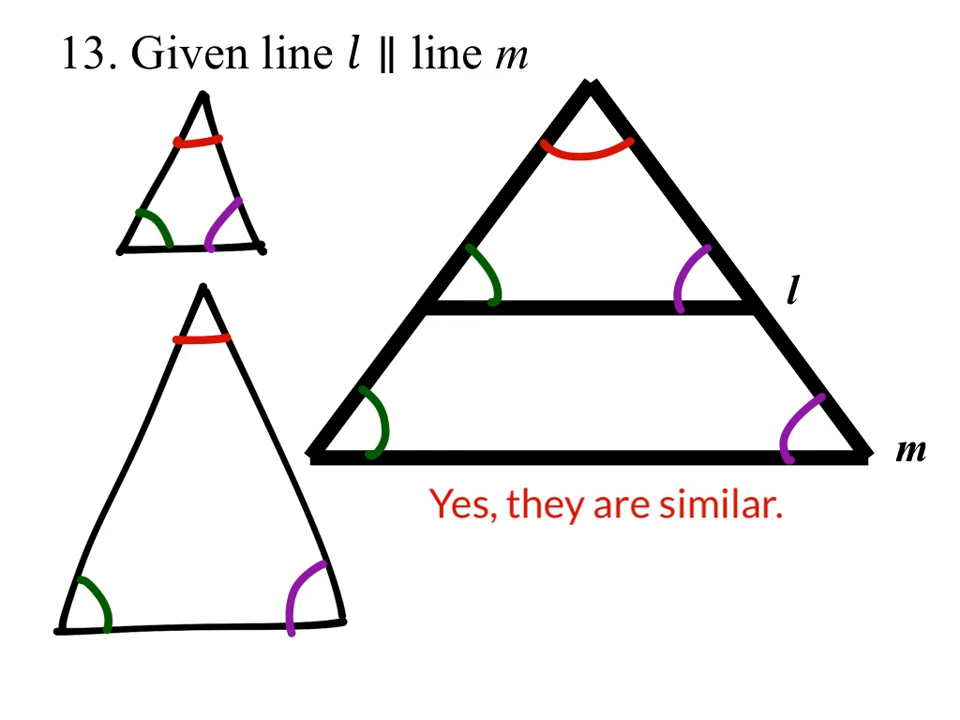 13. Given line l ∥ line m
l
m
Yes, they are similar.